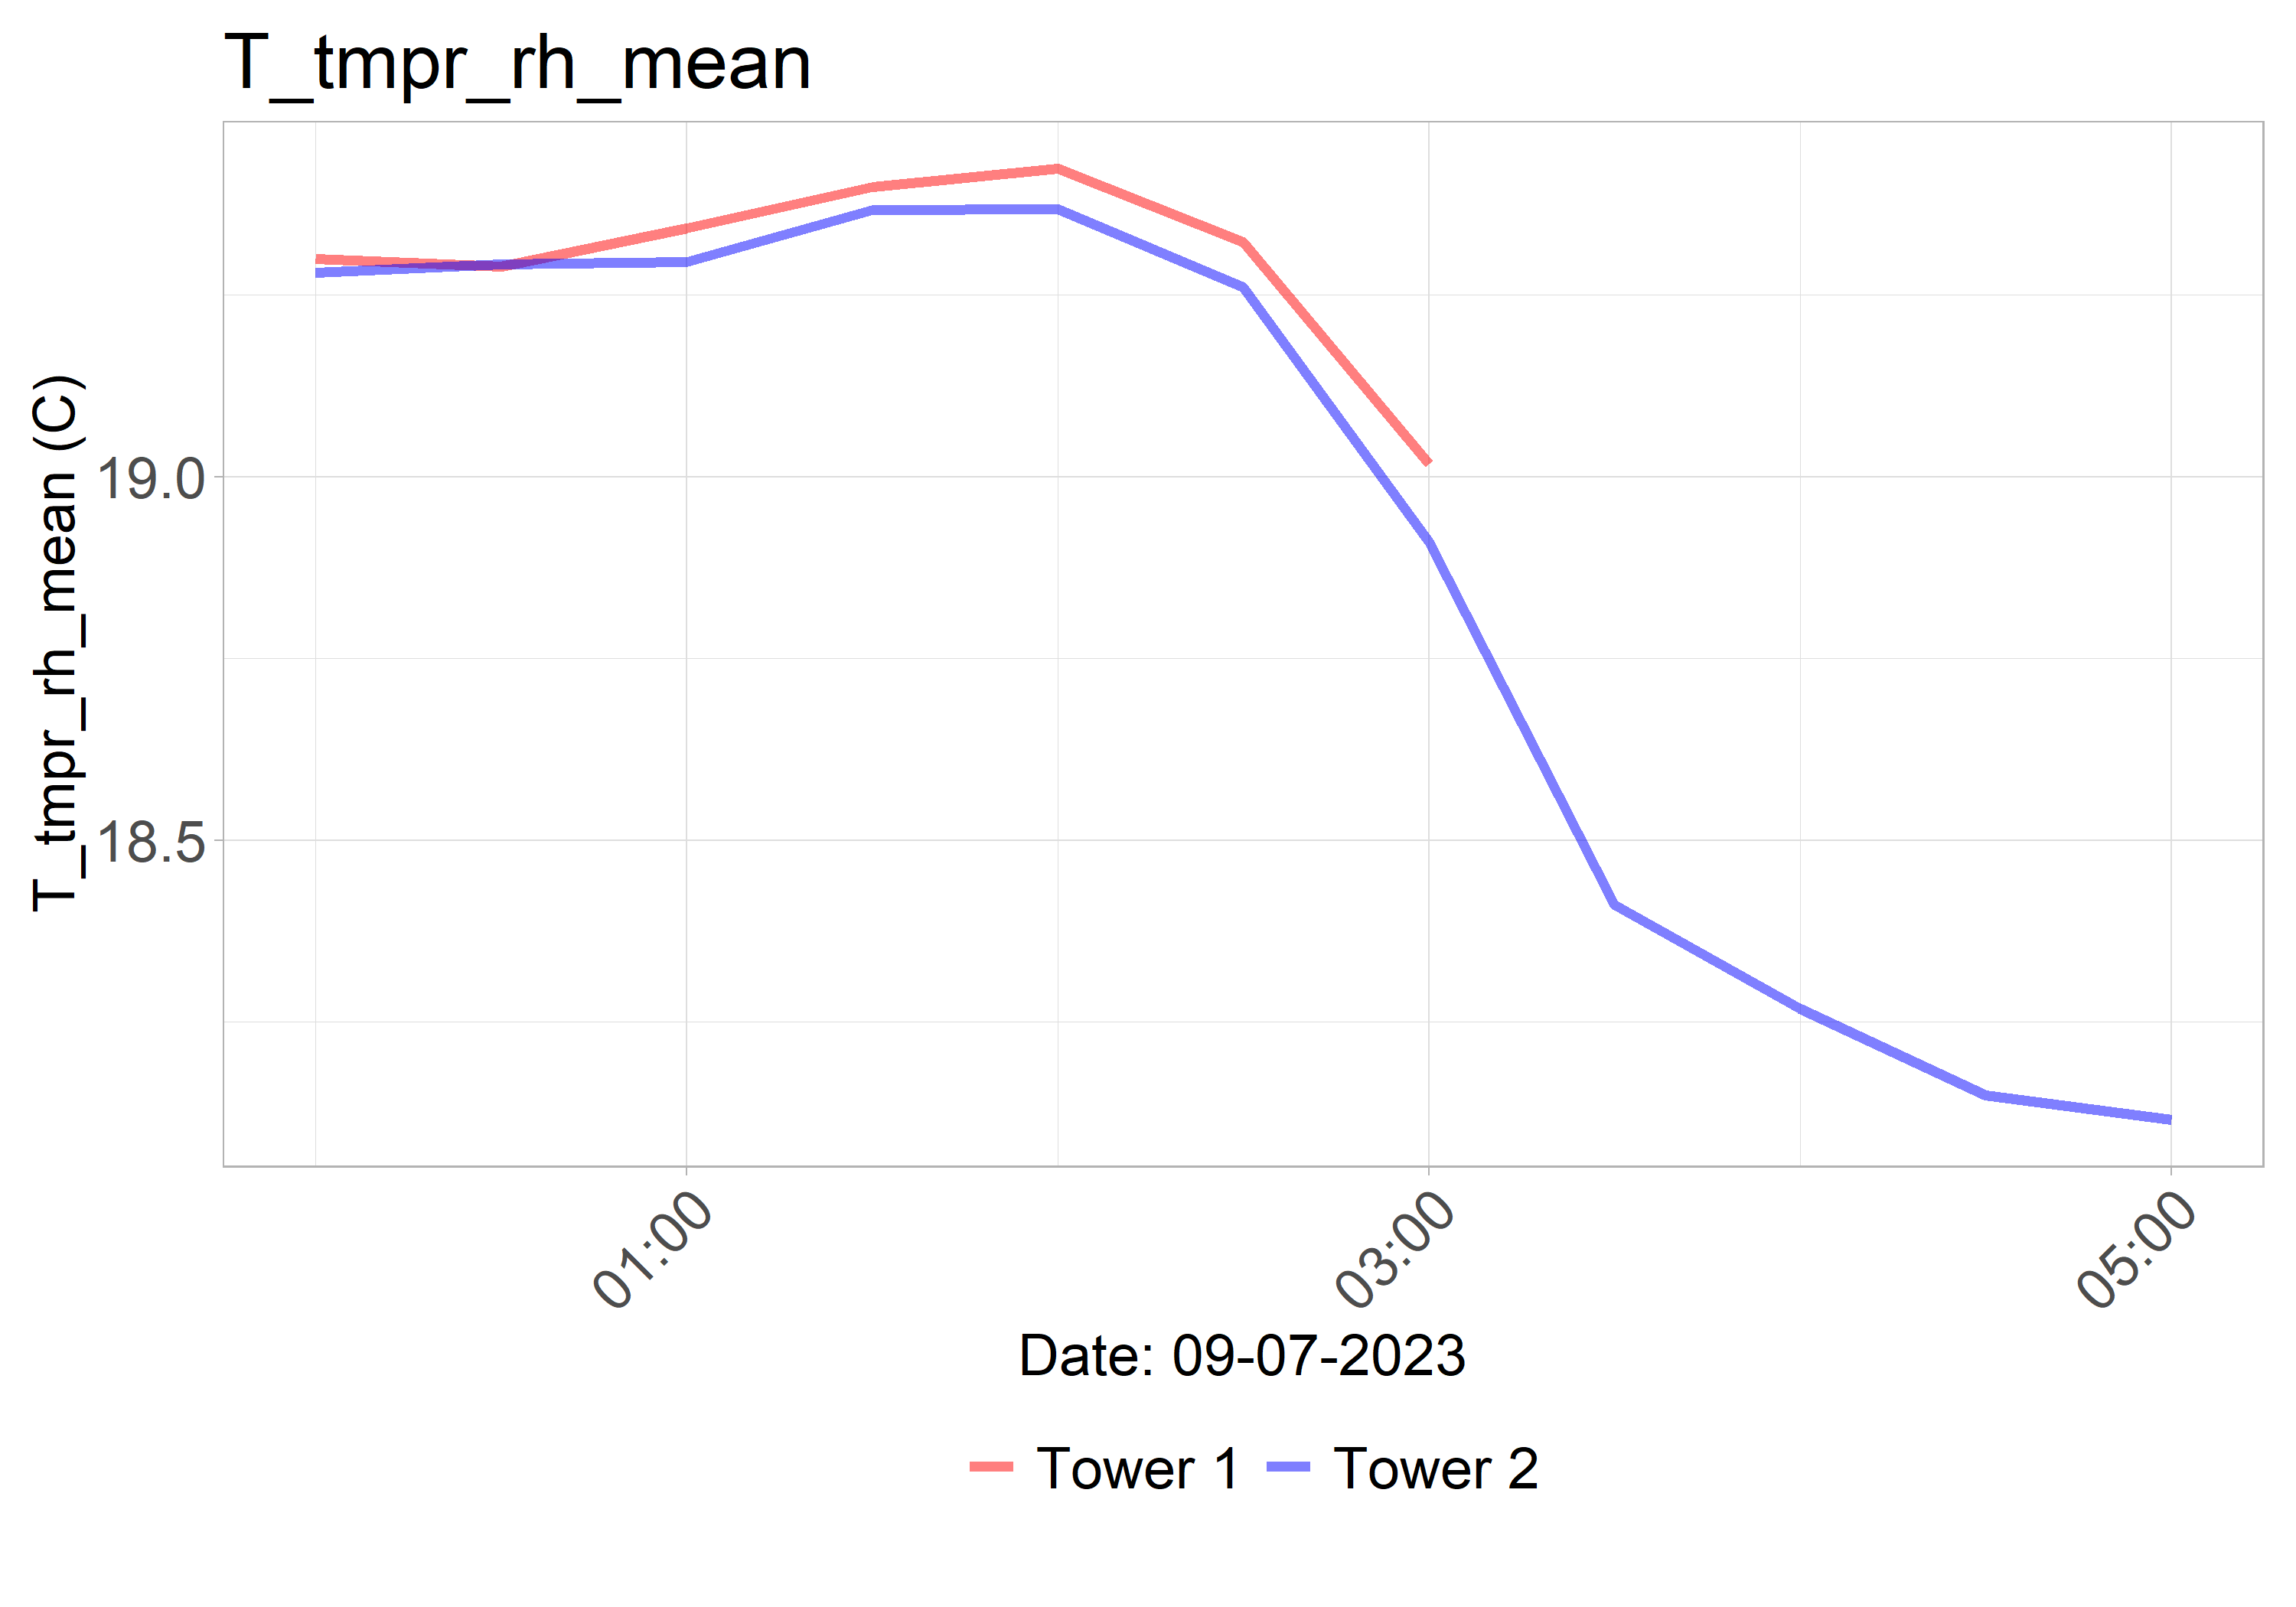 T_tmpr_rh_mean
T_tmpr_rh_mean (C)
19.0
18.5
01:00
03:00
05:00
Date: 09-07-2023
Tower 1
Tower 2